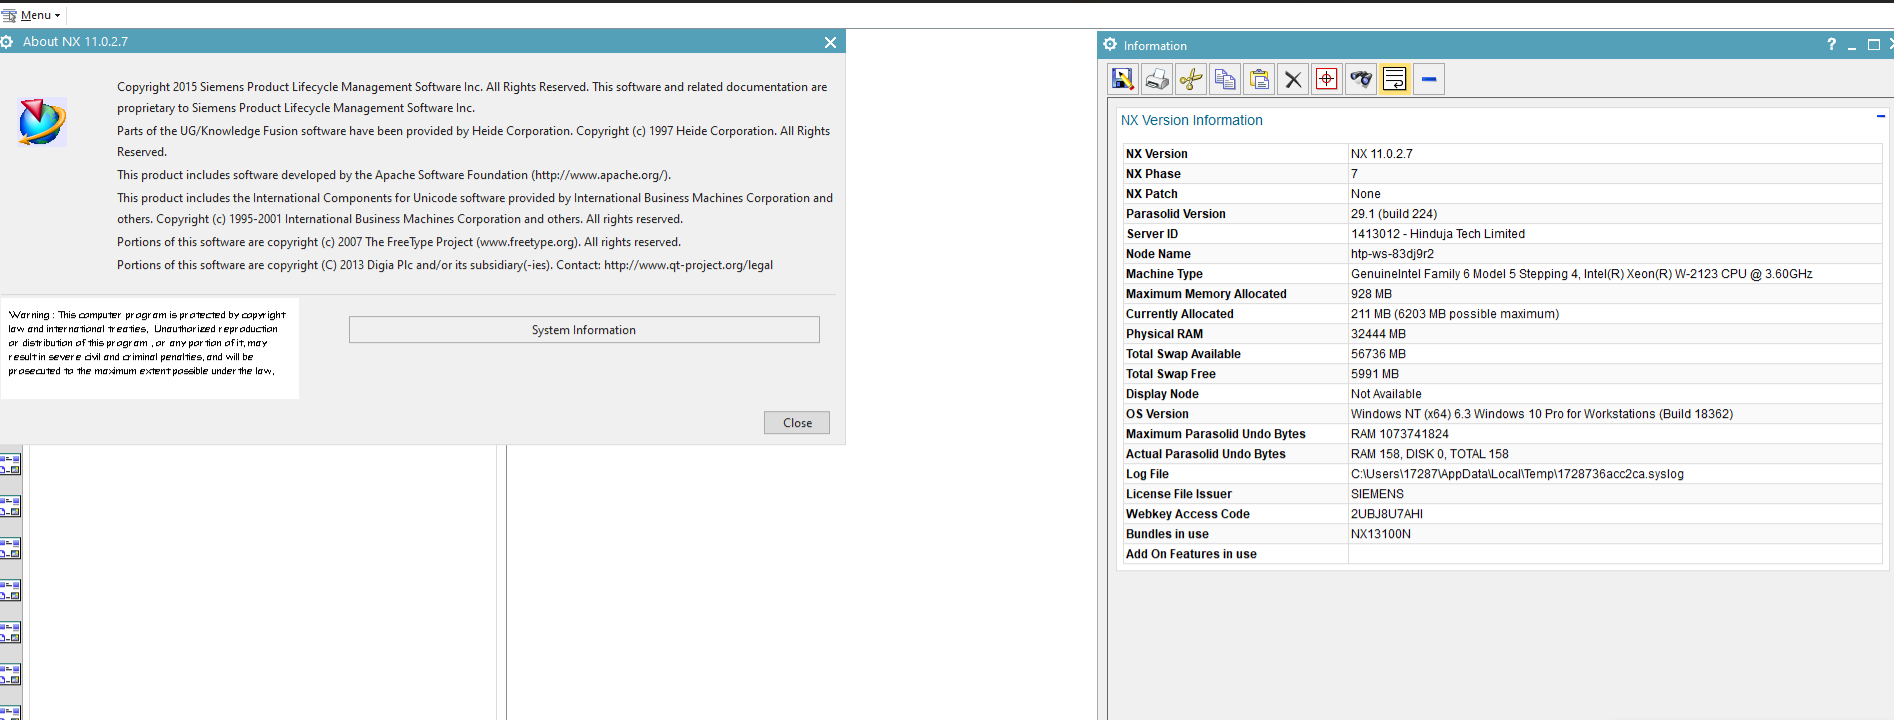 Menu
About NX 11.0.2.7
Copyright 2015 Siemens Product Lifecycle Management Software Inc. All Rights Reserved. This software and related documentation are
proprietary to Siemens Product Lifecycle Management Software Inc.
Parts of the UG/Knowledge Fusion software have been provided by Heide Corporation. Copyright (c) 1997 Heide Corporation. All Rights
Reserved.
This product includes software developed by the Apache Software Foundation (http://www.apache.org/).
This product includes the International Components for Unicode software provided by International Business Machines Corporation and
others. Copyright (c) 1995-2001 International Business Machines Corporation and others. All rights reserved.
Portions of this software are copyright (c) 2007 The FreeType Project (www.freetype.org). All rights reserved.
Portions of this software are copyright (C) 2013 Digia Plc and/or its subsidiary(-ies). Contact: http://www.qt-project.org/legal
Warning : This computer program is protected by copyright
law and international treaties, Unauthorized reproduction
or distribution of this program , or any portion of it, may
result in severe civil and criminal penalties, and will be
prosecuted to the maximum extent possible under the law,
System Information
Close
Information
NX Version Information
NX Version NX 11.0.2.7
NX Phase 7
NX Patch None
Parasolid Version 29.1 (build 224)
Server ID 1413012 - Hinduja Tech Limited
Node Name htp-ws-83dj9r2
Machine Type GenuineIntel Family 6 Model 5 Stepping 4, Intel(R) Xeon(R) W-2123 CPU @ 3.60GHz
Maximum Memory Allocated 928 MB
Currently Allocated 211 MB (6203 MB possible maximum)
Physical RAM 32444 MB
Total Swap Available 56736 MB
Total Swap Free 5991 MB
Display Node Not Available
OS Version Windows NT (x64) 6.3 Windows 10 Pro for Workstations (Build 18362)
Maximum Parasolid Undo Bytes RAM 1073741824
Actual Parasolid Undo Bytes RAM 158, DISK 0, TOTAL 158
Log File C:\Users\17287\AppData\Local\Temp\1728736acc2ca.syslog
License File Issuer SIEMENS
Webkey Access Code 2UBJ8U7AHI
Bundles in use NX13100N
Add On Features in use